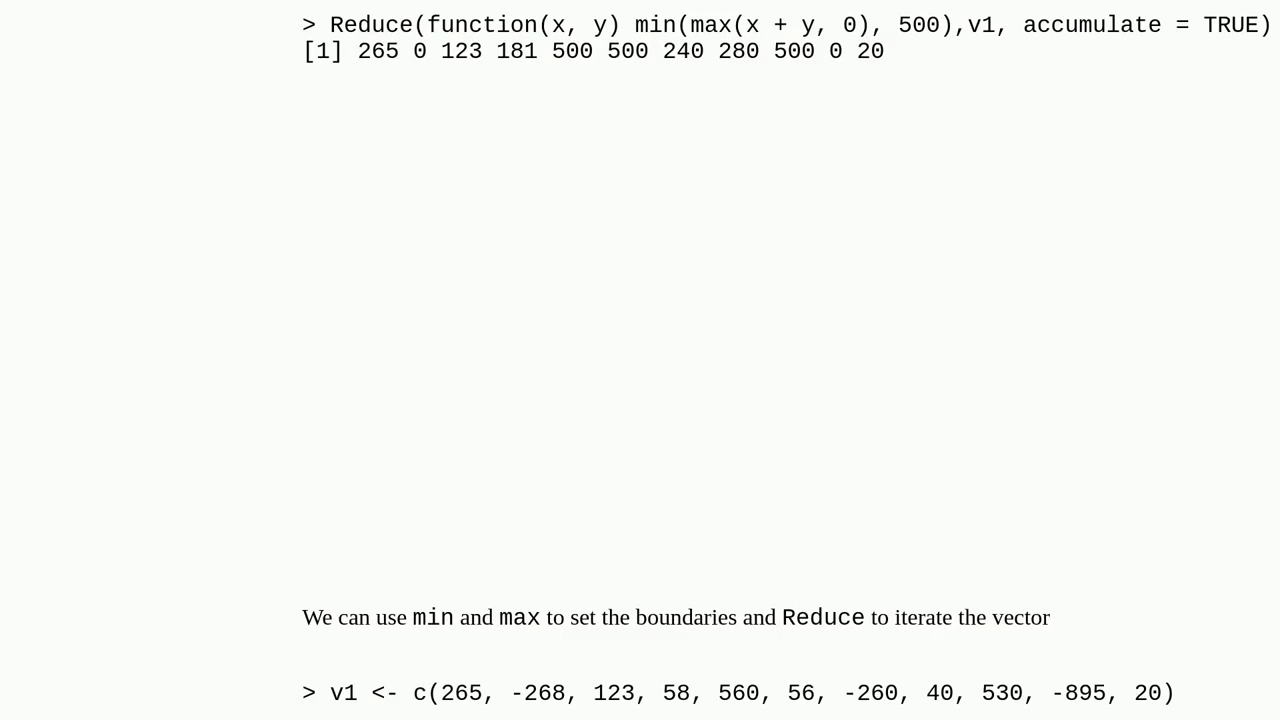 > Reduce(function(x, y) min(max(x + y, 0), 500),v1, accumulate = TRUE)
[1] 265 0 123 181 500 500 240 280 500 0 20
We can use min and max to set the boundaries and Reduce to iterate the vector
> v1 <- c(265, -268, 123, 58, 560, 56, -260, 40, 530, -895, 20)